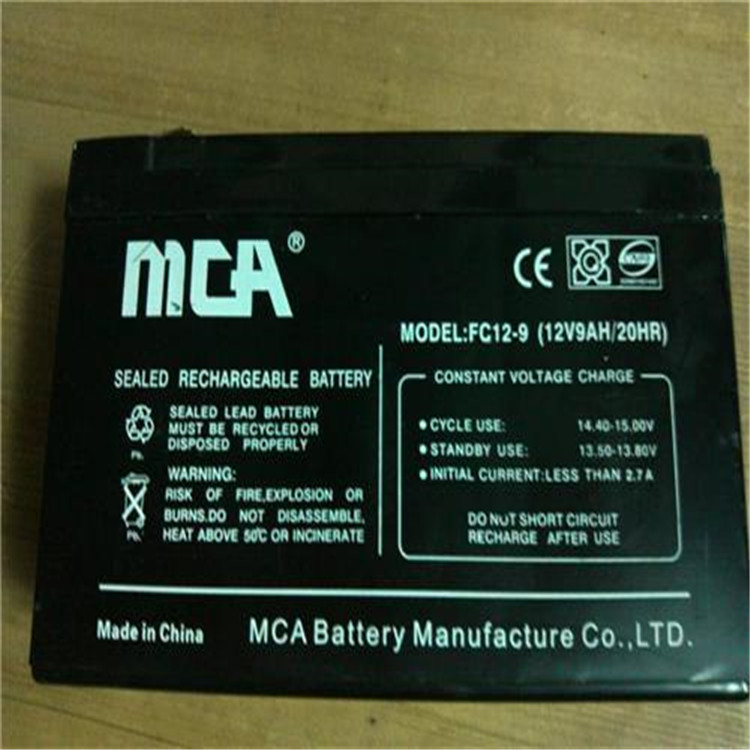 MCA®
CE
MODEL:FC12-9 (12V9AH/20HR)
SEALED RECHARGEABLE BATTERY
SEALED LEAD BATTERY
MUST BE RECYCLED OR
DISPOSED PROPERLY
Pb
WARNING:
RISK OF FIRE,EXPLOSION OR
BURNS.DO NOT DISASSEMBLE,
HEAT ABOVE 50℃ OR INCINERATE
Pb
CONSTANT VOLTAGE CHARGE
• CYCLE USE: 14.40-15.00V
• STANDBY USE: 13.50-13.80V
• INITIAL CURRENT:LESS THAN 2.7A
DO NOT SHORT CIRCUIT
RECHARGE AFTER USE
Made in China
MCA Battery Manufacture Co.,LTD.